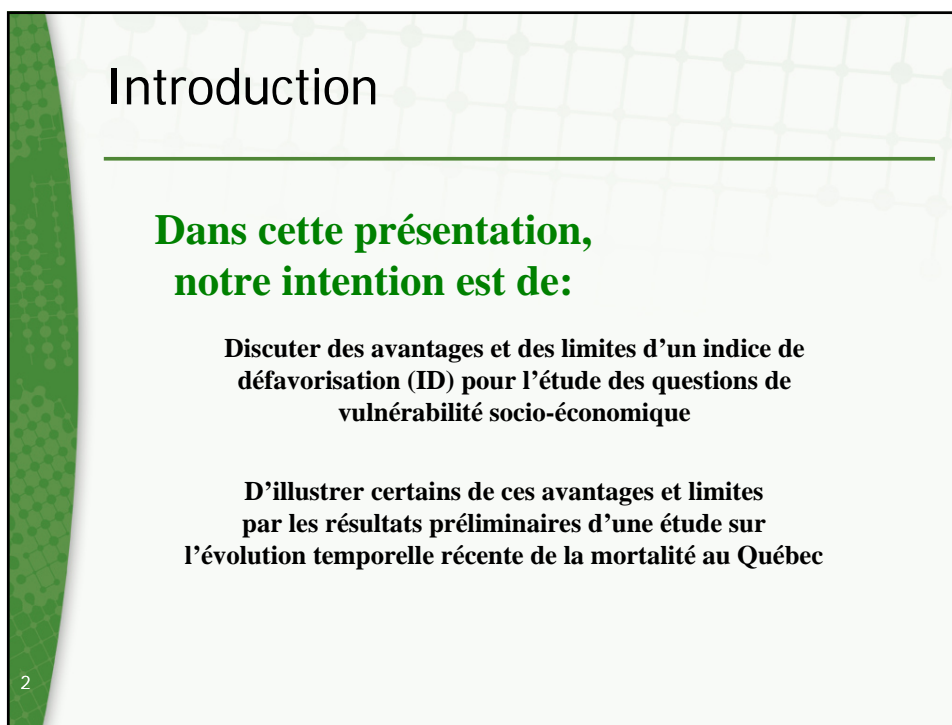 Introduction
Dans cette présentation,
notre intention est de:
Discuter des avantages et des limites d’un indice de
défavorisation (ID) pour l’étude des questions de
vulnérabilité socio-économique
D’illustrer certains de ces avantages et limites
par les résultats préliminaires d’une étude sur
l’évolution temporelle récente de la mortalité au Québec
2